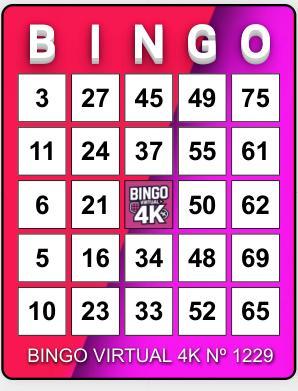 B I N G O
3 27 45 49 75
11 24 37 55 61
6 21 BINGO VIRTUAL 4K 50 62
5 16 34 48 69
10 23 33 52 65
BINGO VIRTUAL 4K Nº 1229